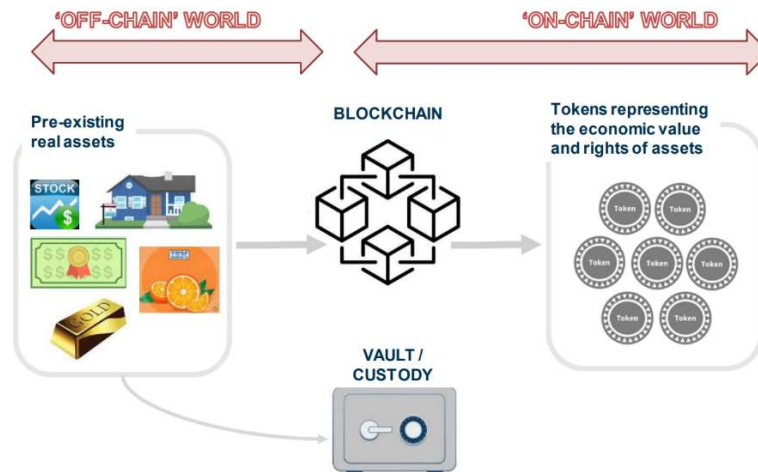 'OFF-CHAIN' WORLD
'ON-CHAIN' WORLD
Pre-existing
real assets
BLOCKCHAIN
Tokens representing
the economic value
and rights of assets
STOCK
$
$$ $$
$$ $$
GOLD
Token
Token
Token
Token
Token
Token
Token
VAULT /
CUSTODY